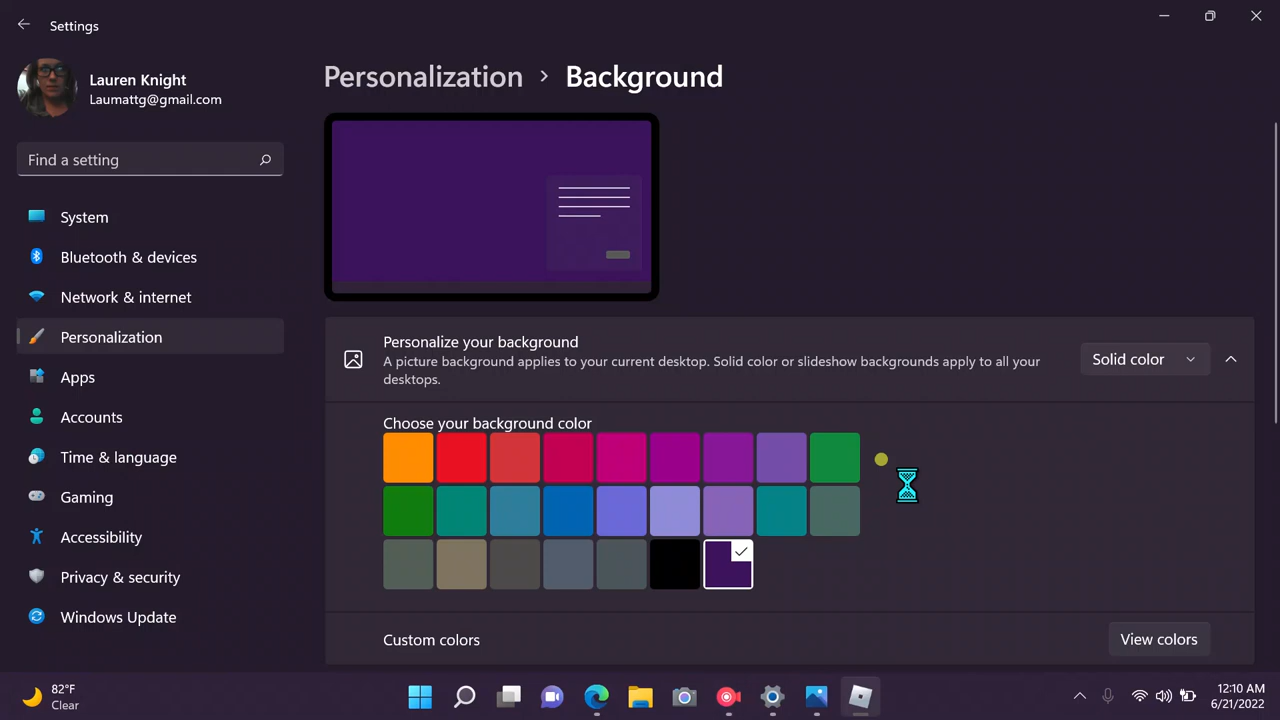 Settings
Lauren Knight
Laumattg@gmail.com
Find a setting
System
Bluetooth & devices
Network & internet
Personalization
Apps
Accounts
Time & language
Gaming
Accessibility
Privacy & security
Windows Update
Personalization > Background
Personalize your background
A picture background applies to your current desktop. Solid color or slideshow backgrounds apply to all your
desktops.
Solid color
Choose your background color
Custom colors
View colors
82°F
Clear
12:10 AM
6/21/2022